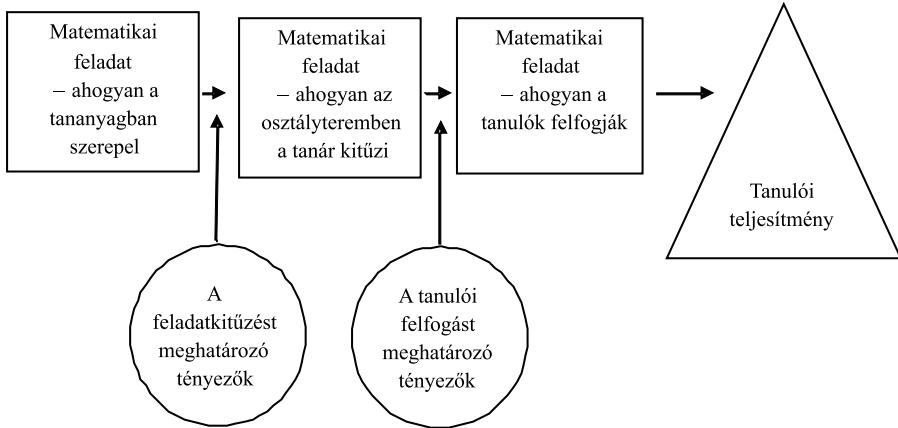 Matematikai
feladat
– ahogyan a
tananyagban
szerepel
Matematikai
feladat
– ahogyan az
osztályteremben
a tanár kitűzi
Matematikai
feladat
– ahogyan a
tanulók felfogják
Tanulói
teljesítmény
A
feladatkitűzést
meghatározó
tényezők
A tanulói
felfogást
meghatározó
tényezők